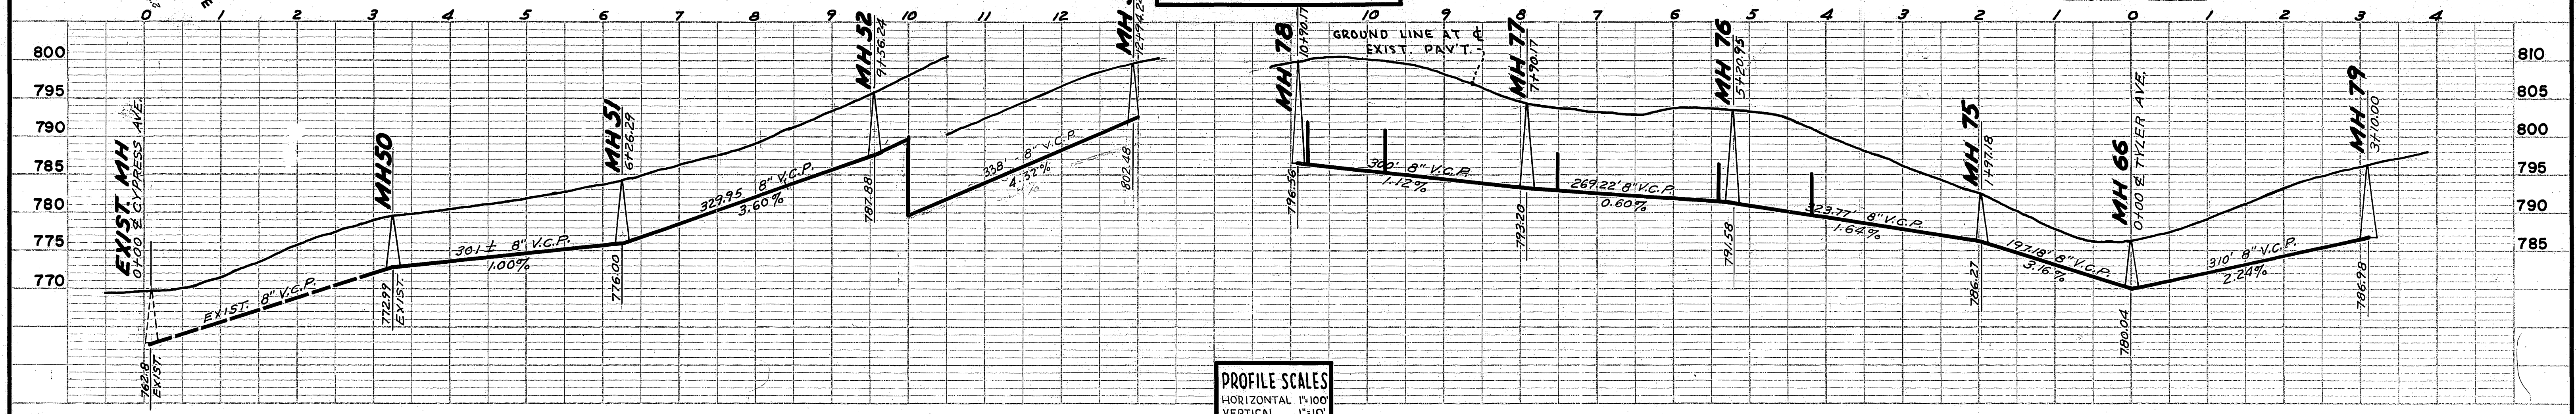 0 1 2 3 4 5 6 7 8 9 10 11 12
10 9 8 7 6 5 4 3 2 1 0 1 2 3 4
800
795
790
785
780
775
770
810
805
800
795
790
785
EXIST. MH
0+00 ℄ CYPRESS AVE.
762.8
EXIST.
EXIST. 8" V.C.P.
MH50
772.99
EXIST.
301 ± 8" V.C.P.
1.00%
MH 51
6+26.29
776.00
329.95 8" V.C.P.
3.60%
MH 52
9+56.24
787.88
338' - 8" V.C.P.
4.32%
MH
12+94.24
802.48
MH 78
10+90.17
796.56
GROUND LINE AT ℄
EXIST. PAV'T.
300' 8" V.C.P.
1.12%
MH 77
7+90.17
793.20
269.22' 8" V.C.P.
0.60%
MH 76
5+20.95
791.58
323.77' 8" V.C.P.
1.64%
MH 75
1+97.18
786.27
197.18' 8" V.C.P.
3.16%
MH 66
0+00 ℄ TYLER AVE.
780.04
310' 8" V.C.P.
2.24%
MH 79
3+10.00
786.98
PROFILE SCALES
HORIZONTAL 1"=100'
VERTICAL 1"=10'